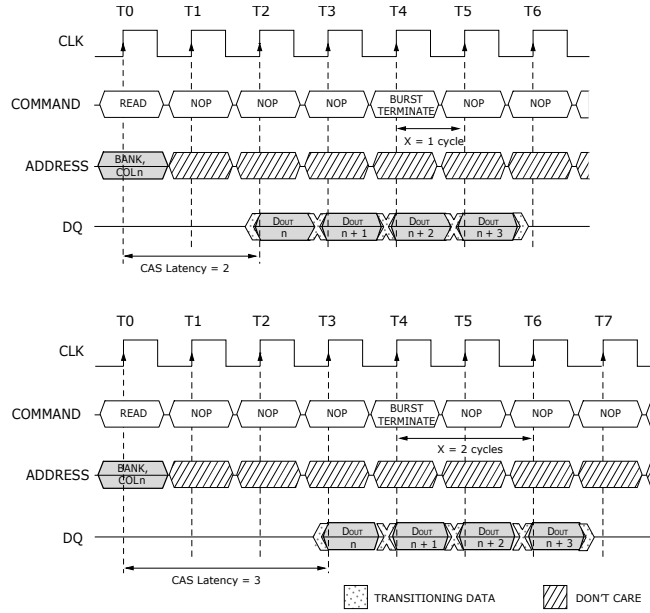 T0 T1 T2 T3 T4 T5 T6
CLK
COMMAND READ NOP NOP NOP BURST TERMINATE NOP NOP
X = 1 cycle
ADDRESS BANK, COLn
DQ DOUT n DOUT n + 1 DOUT n + 2 DOUT n + 3
CAS Latency = 2
T0 T1 T2 T3 T4 T5 T6 T7
CLK
COMMAND READ NOP NOP NOP BURST TERMINATE NOP NOP NOP
X = 2 cycles
ADDRESS BANK, COLn
DQ DOUT n DOUT n + 1 DOUT n + 2 DOUT n + 3
CAS Latency = 3
TRANSITIONING DATA DON'T CARE